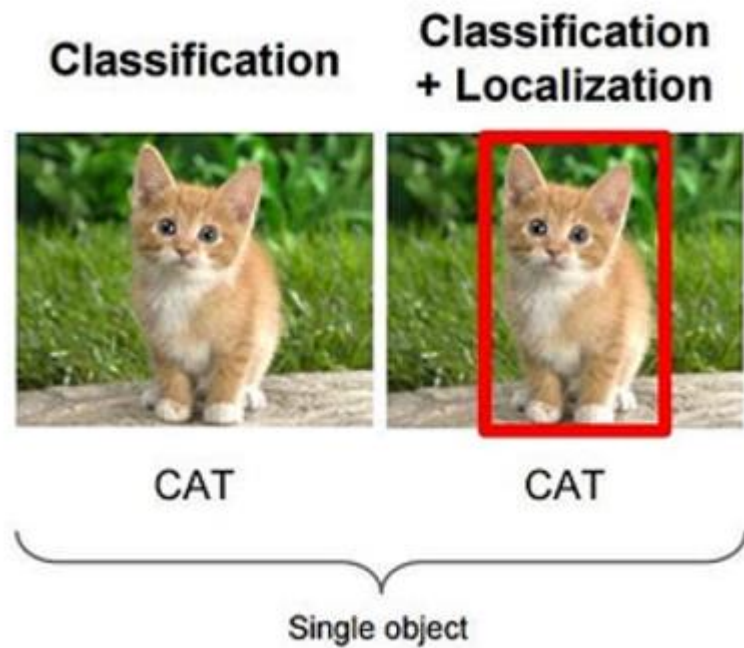 Classification
Classification
+ Localization
CAT
CAT
Single object